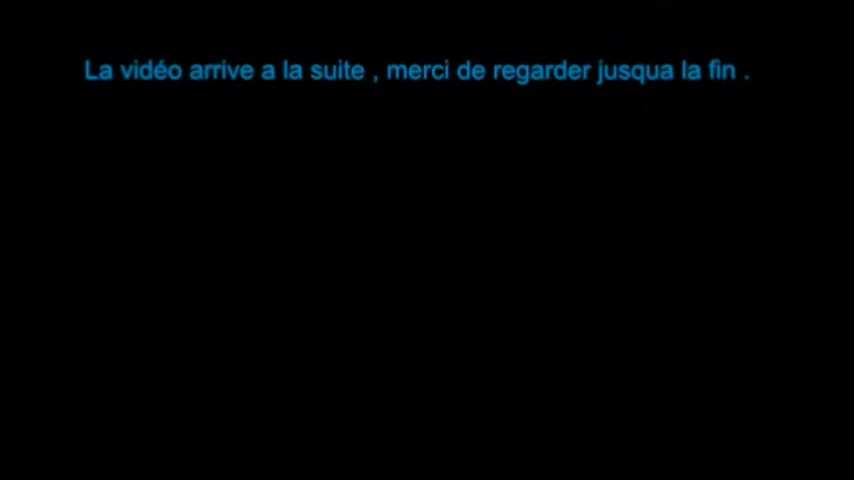 La vidéo arrive a la suite , merci de regarder jusqua la fin .